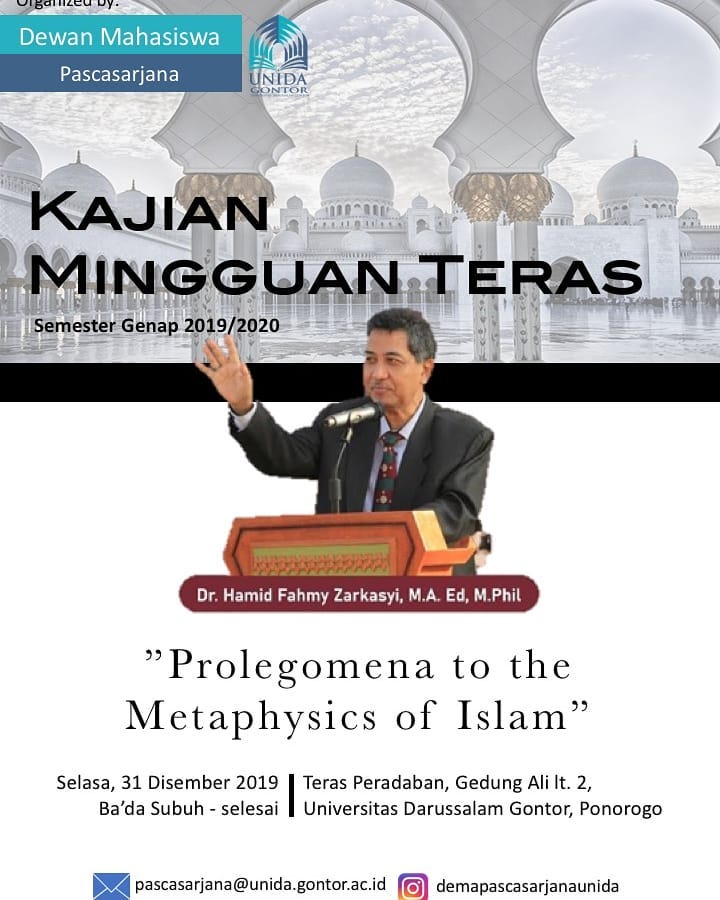 Organized by:
Dewan Mahasiswa
Pascasarjana
UNIDA
GONTOR
KAJIAN
MINGGUAN TERAS
Semester Genap 2019/2020
Dr. Hamid Fahmy Zarkasyi, M.A. Ed, M.Phil
”Prolegomena to the
Metaphysics of Islam”
Selasa, 31 Disember 2019
Ba’da Subuh - selesai
Teras Peradaban, Gedung Ali lt. 2,
Universitas Darussalam Gontor, Ponorogo
pascasarjana@unida.gontor.ac.id
demapascasarjanaunida